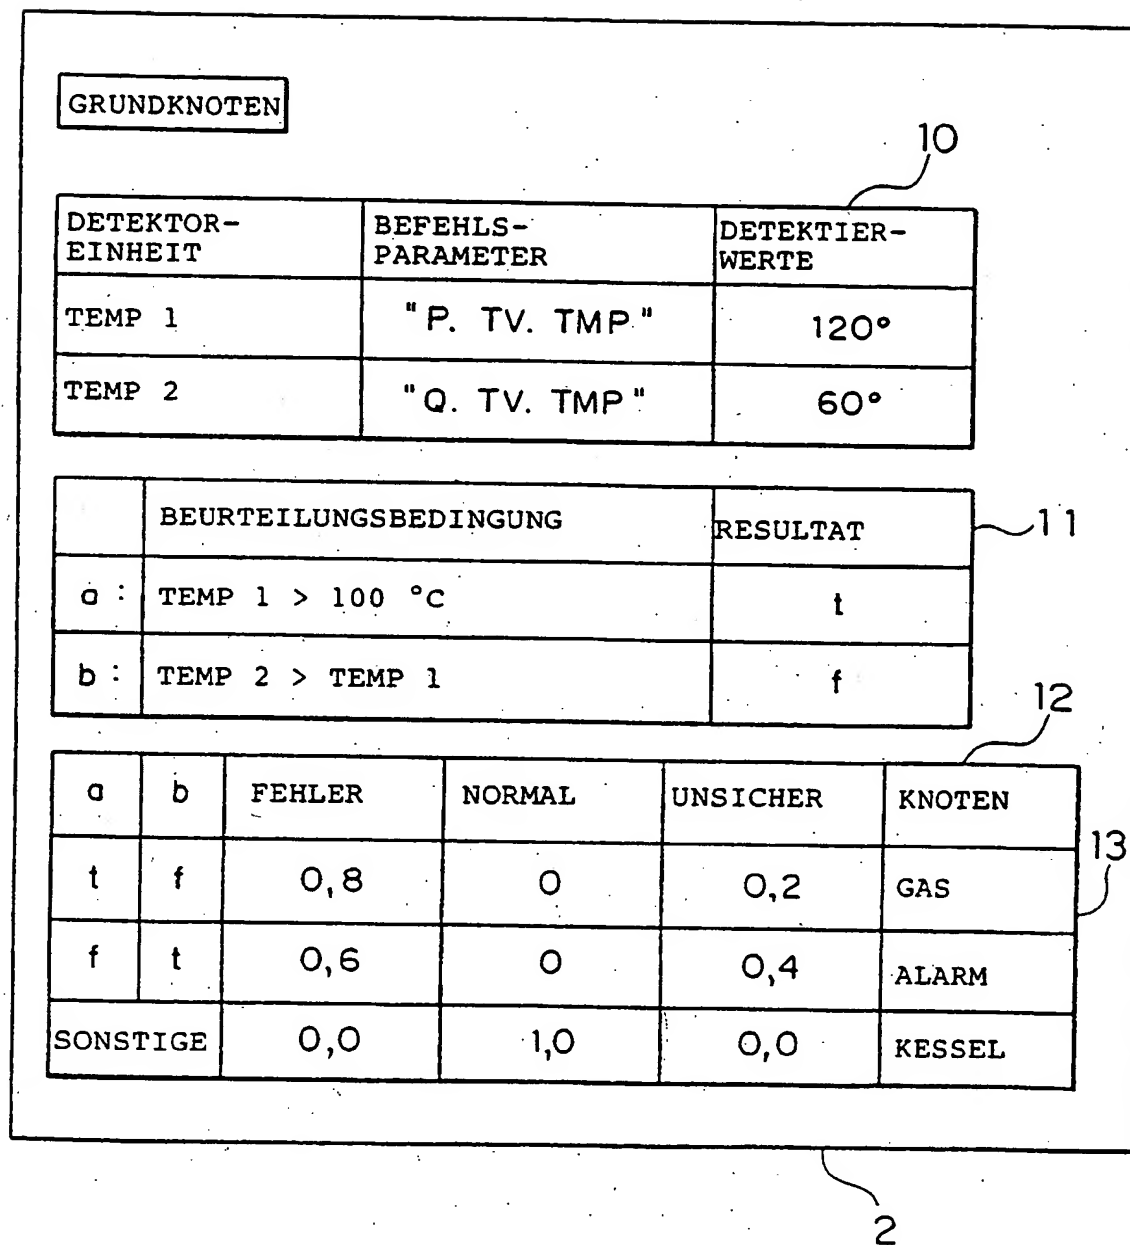 GRUNDKNOTEN
10
DETEKTOR-
EINHEIT
BEFEHLS-
PARAMETER
DETEKTIER-
WERTE
TEMP 1
"P. TV. TMP"
120°
TEMP 2
"Q. TV. TMP"
60°
BEURTEILUNGSBEDINGUNG
RESULTAT
11
a :
TEMP 1 > 100 °C
t
b :
TEMP 2 > TEMP 1
f
12
a
b
FEHLER
NORMAL
UNSICHER
KNOTEN
13
t
f
0,8
0
0,2
GAS
f
t
0,6
0
0,4
ALARM
SONSTIGE
0,0
1,0
0,0
KESSEL
2